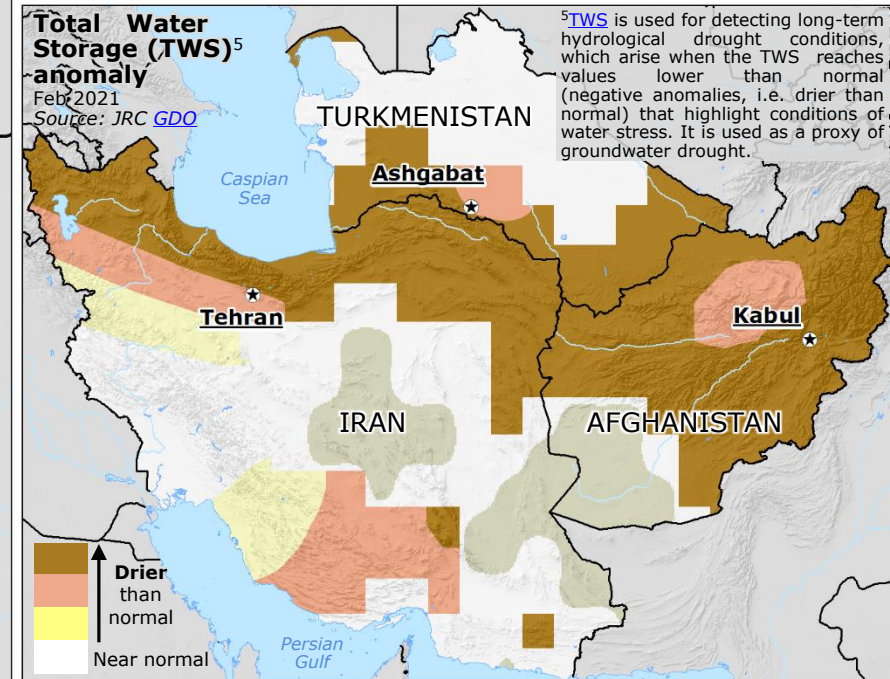 Total Water
Storage (TWS)⁵
anomaly
Feb 2021
Source: JRC GDO
⁵TWS is used for detecting long-term
hydrological drought conditions,
which arise when the TWS reaches
values lower than normal
(negative anomalies, i.e. drier than
normal) that highlight conditions of
water stress. It is used as a proxy of
groundwater drought.
TURKMENISTAN
Ashgabat
Caspian
Sea
Tehran
Kabul
IRAN
AFGHANISTAN
Drier
than
normal
Near normal
Persian
Gulf